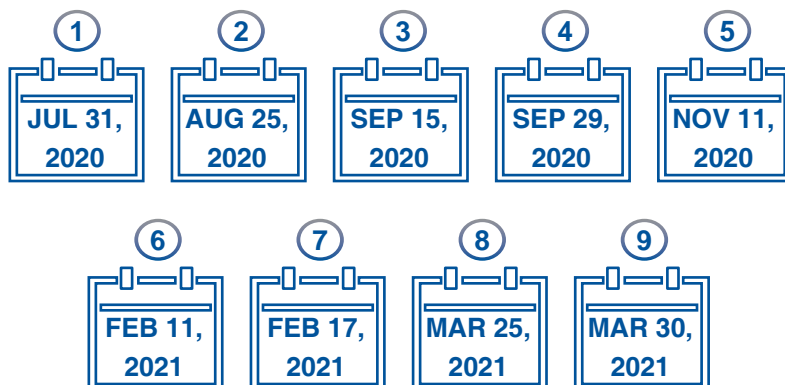 1 2 3 4 5
JUL 31, AUG 25, SEP 15, SEP 29, NOV 11,
2020 2020 2020 2020 2020
6 7 8 9
FEB 11, FEB 17, MAR 25, MAR 30,
2021 2021 2021 2021